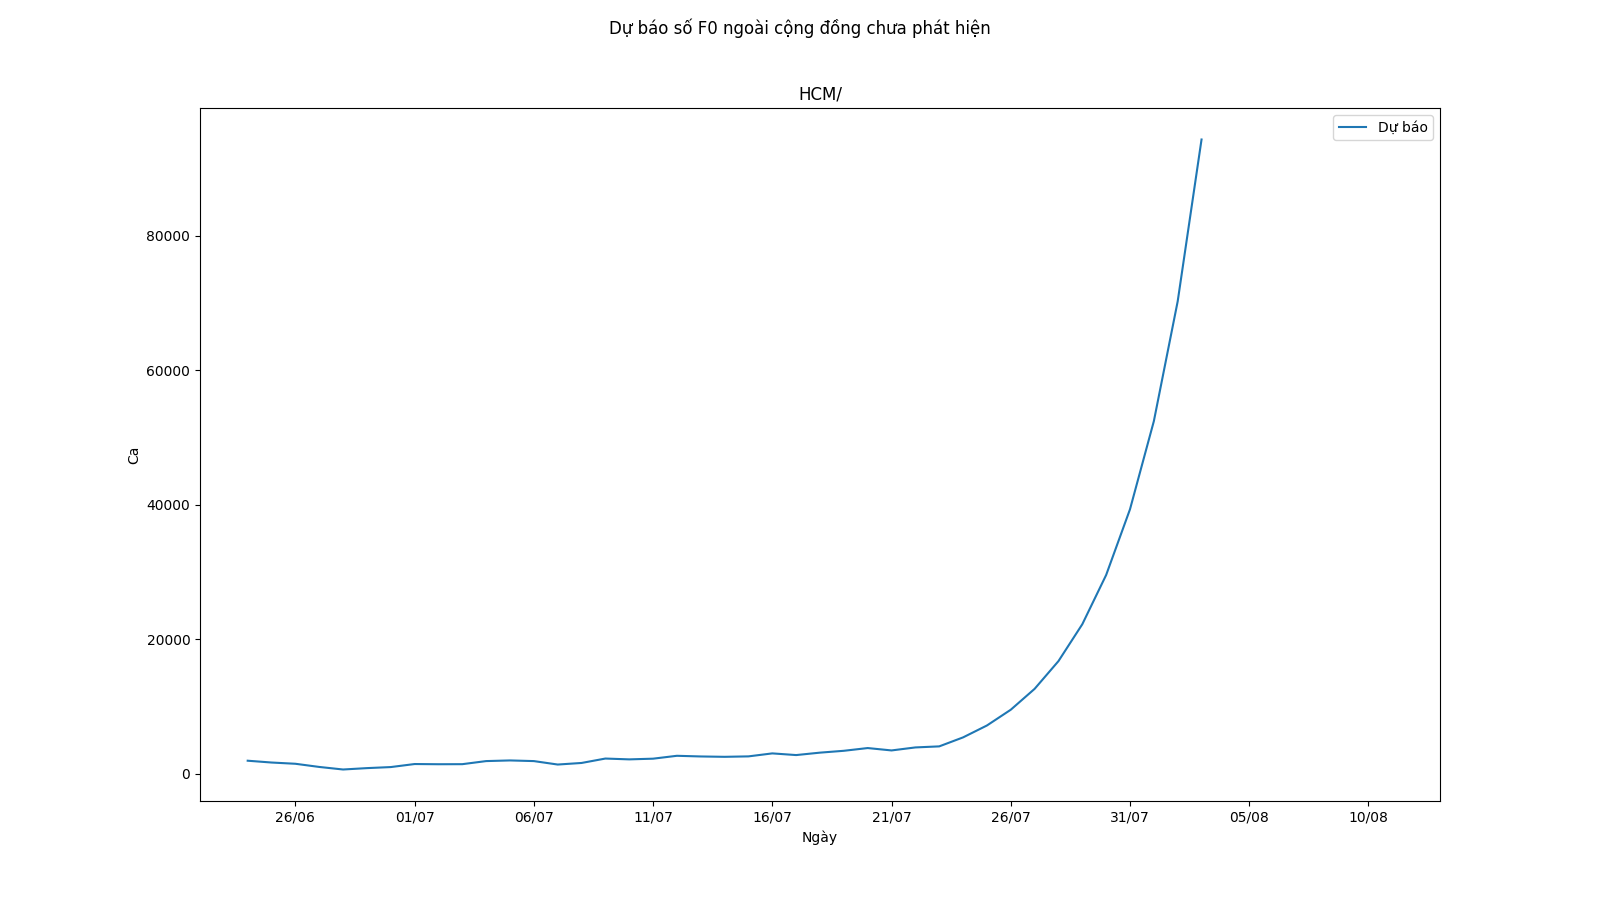 Dự báo số F0 ngoài cộng đồng chưa phát hiện
HCM/
Dự báo
80000
60000
40000
20000
0
Ca
26/06 01/07 06/07 11/07 16/07 21/07 26/07 31/07 05/08 10/08
Ngày